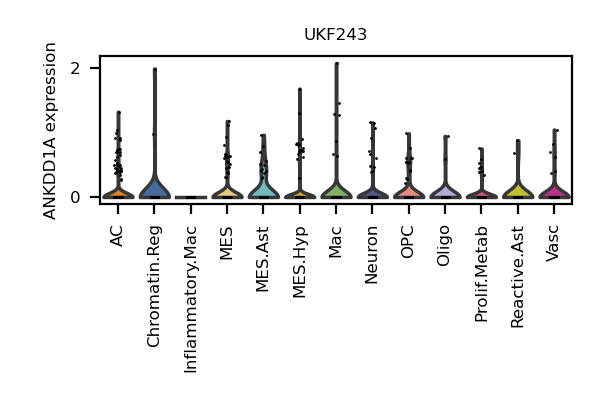 UKF243
ANKDD1A expression
2
0
AC
Chromatin.Reg
Inflammatory.Mac
MES
MES.Ast
MES.Hyp
Mac
Neuron
OPC
Oligo
Prolif.Metab
Reactive.Ast
Vasc